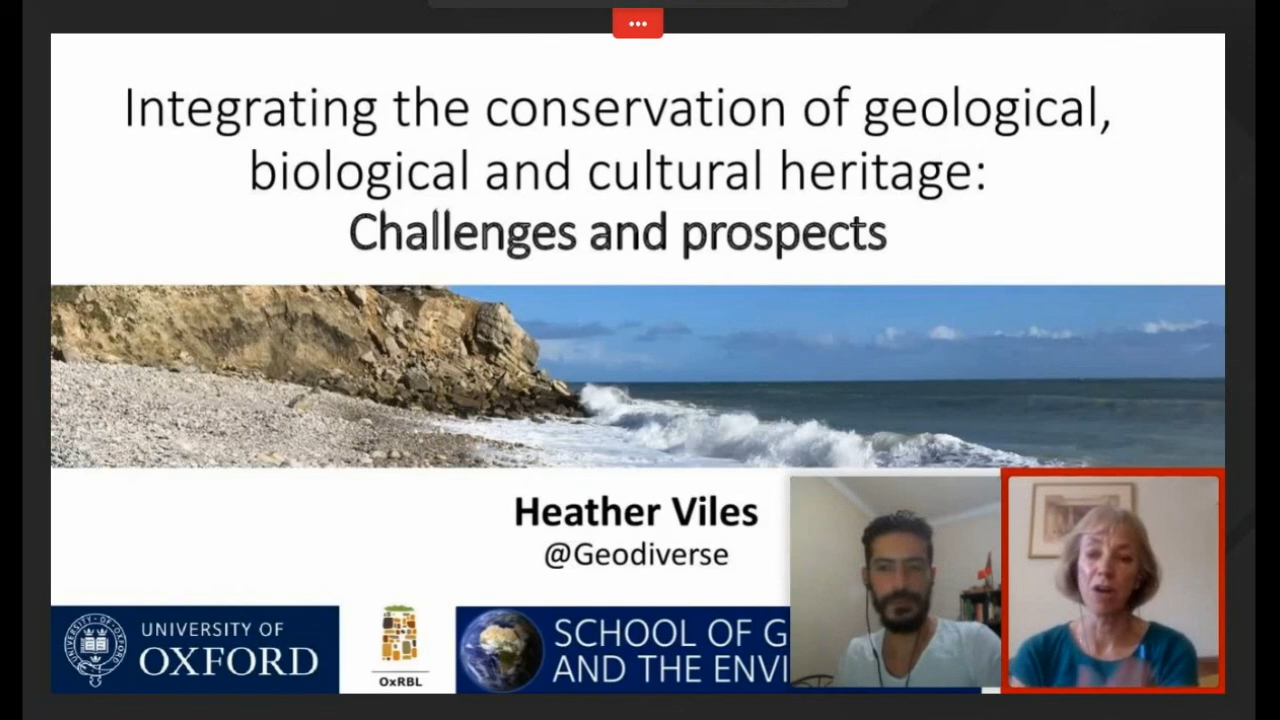 Integrating the conservation of geological,
biological and cultural heritage:
Challenges and prospects
Heather Viles
@Geodiverse
UNIVERSITY OF
OXFORD
OxRBL
SCHOOL OF G
AND THE ENVI